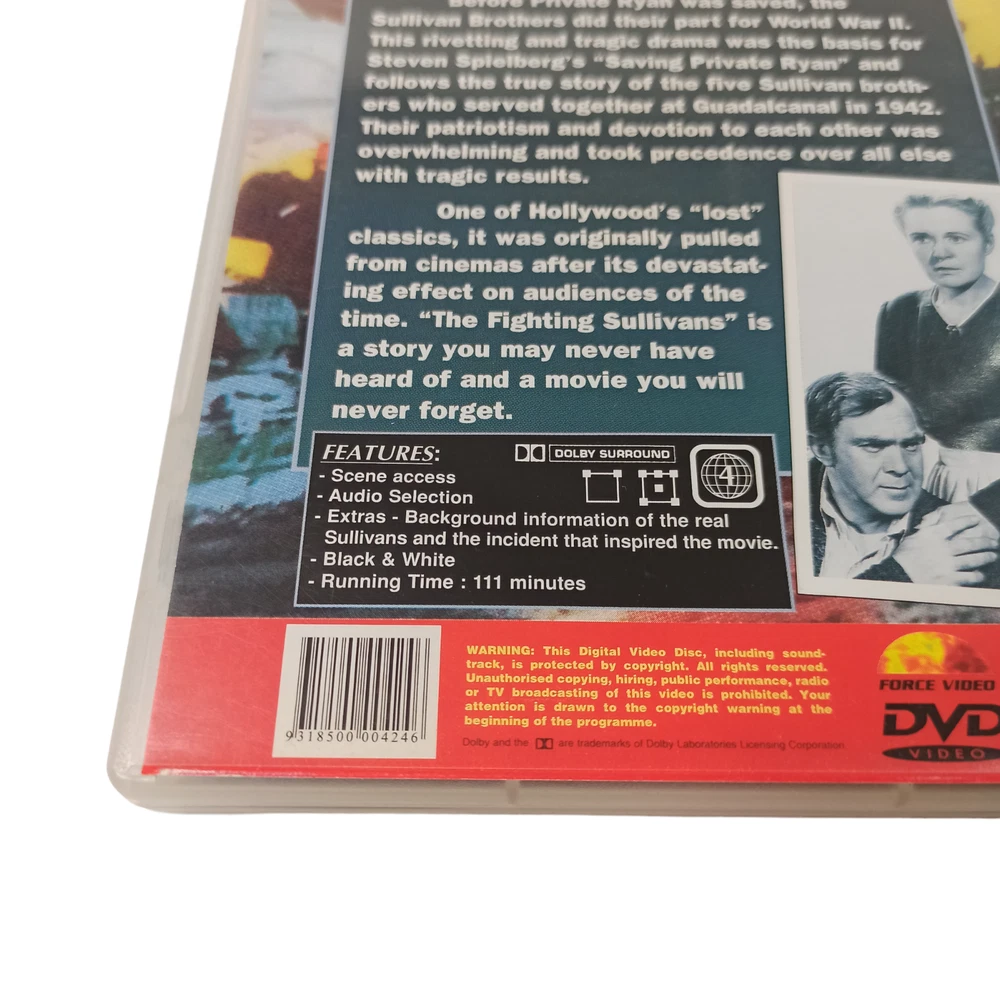 Before Private Ryan was saved, the
Sullivan Brothers did their part for World War II.
This rivetting and tragic drama was the basis for
Steven Spielberg's "Saving Private Ryan" and
follows the true story of the five Sullivan broth-
ers who served together at Guadalcanal in 1942.
Their patriotism and devotion to each other was
overwhelming and took precedence over all else
with tragic results.
One of Hollywood's "lost"
classics, it was originally pulled
from cinemas after its devastat-
ing effect on audiences of the
time. "The Fighting Sullivans" is
a story you may never have
heard of and a movie you will
never forget.
FEATURES:
DOLBY SURROUND
4
- Scene access
- Audio Selection
- Extras - Background information of the real
Sullivans and the incident that inspired the movie.
- Black & White
- Running Time : 111 minutes
9318500 004246
WARNING: This Digital Video Disc, including sound-
track, is protected by copyright. All rights reserved.
Unauthorised copying, hiring, public performance, radio
or TV broadcasting of this video is prohibited. Your
attention is drawn to the copyright warning at the
beginning of the programme.
Dolby and the are trademarks of Dolby Laboratories Licensing Corporation
FORCE VIDEO
DVD
VIDEO